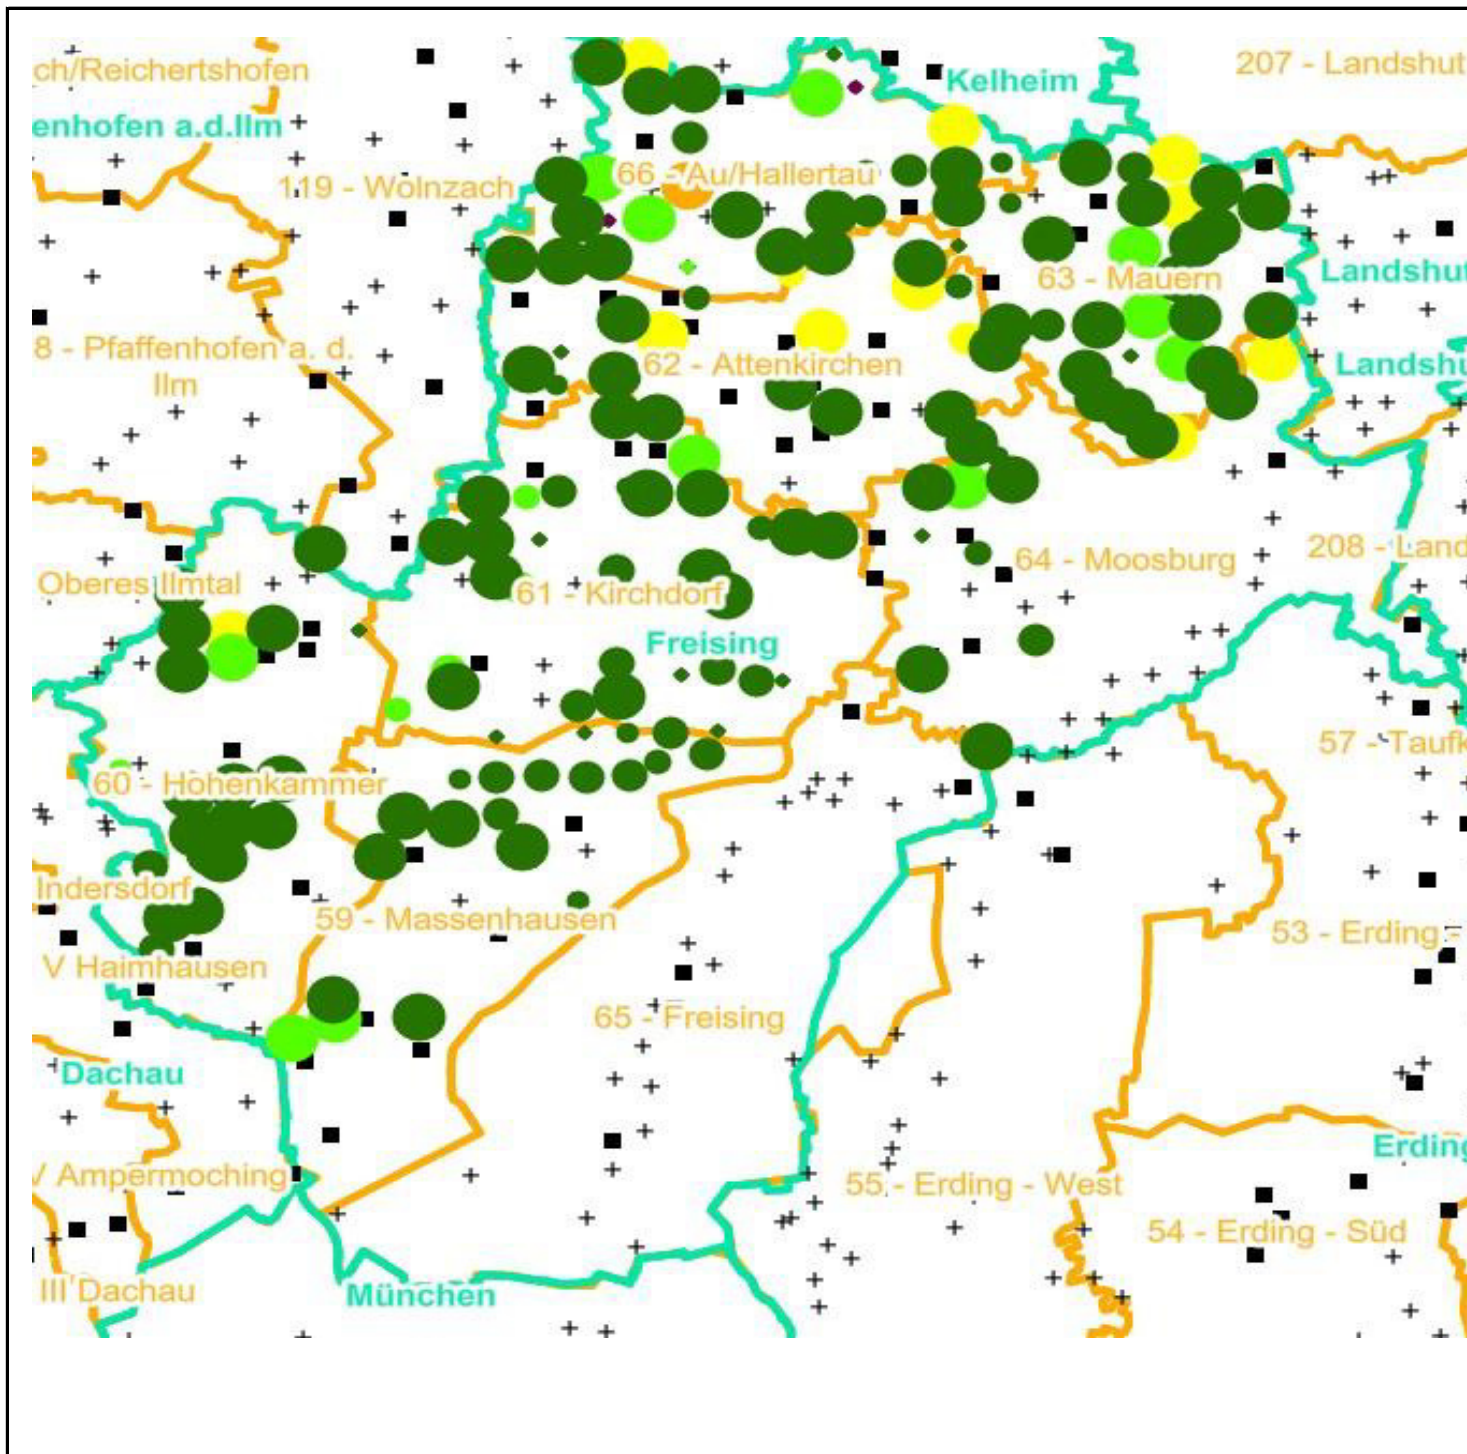 ch/Reichertshofen
207 - Landshut
Kelheim
enhofen a.d.Ilm
119 - Wolnzach
66 - Au/Hallertau
63 - Mauern
Landshut
8 - Pfaffenhofen a. d.
Ilm
62 - Attenkirchen
Landshu
208 - Land
64 - Moosburg
Oberes Ilmtal
61 - Kirchdorf
Freising
57 - Taufk
60 - Hohenkammer
Indersdorf
59 - Massenhausen
53 - Erding -
V Haimhausen
65 - Freising
Dachau
Erding
V Ampermoching
55 - Erding - West
54 - Erding - Süd
III Dachau
München